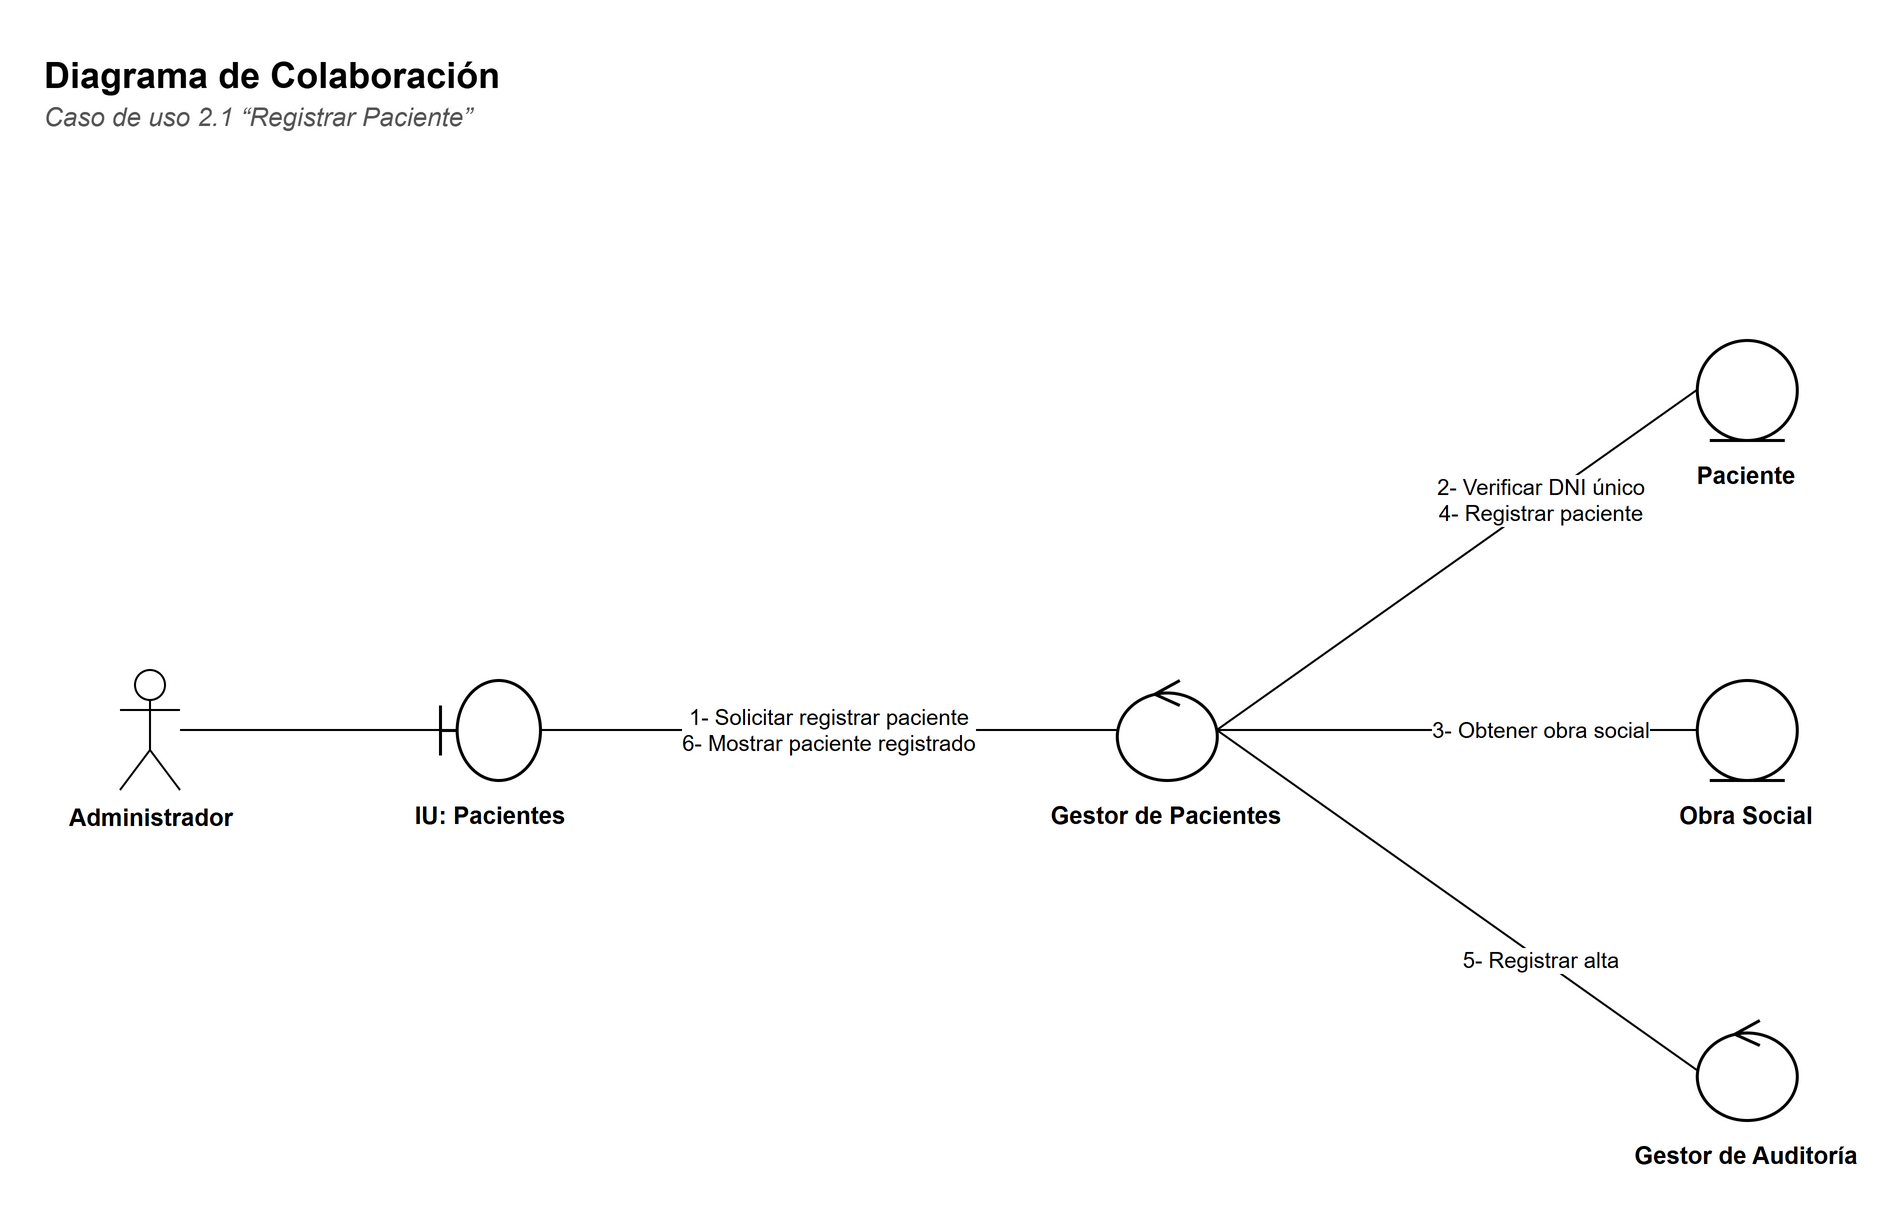 Diagrama de Colaboración
Caso de uso 2.1 “Registrar Paciente”
Paciente
2- Verificar DNI único
4- Registrar paciente
1- Solicitar registrar paciente
6- Mostrar paciente registrado
3- Obtener obra social
Administrador
IU: Pacientes
Gestor de Pacientes
Obra Social
5- Registrar alta
Gestor de Auditoría